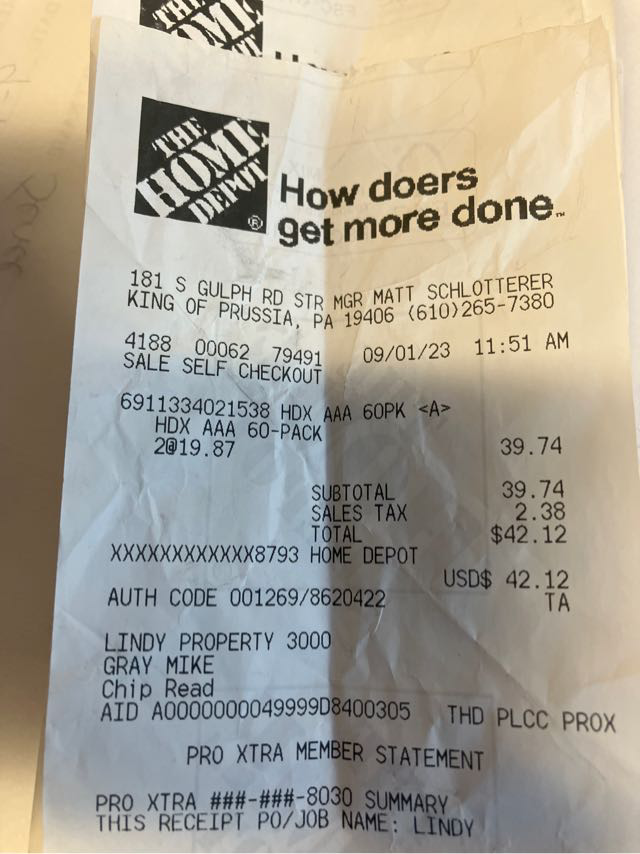 THE
HOME
THE
HOME
DEPOT
®
How doers
get more done™
181 S GULPH RD STR MGR MATT SCHLOTTERER
KING OF PRUSSIA, PA 19406 (610)265-7380
4188 00062 79491 09/01/23 11:51 AM
SALE SELF CHECKOUT
6911334021538 HDX AAA 60PK <A>
HDX AAA 60-PACK
2@19.87 39.74
SUBTOTAL 39.74
SALES TAX 2.38
TOTAL $42.12
XXXXXXXXXXXX8793 HOME DEPOT
USD$ 42.12
AUTH CODE 001269/8620422 TA
LINDY PROPERTY 3000
GRAY MIKE
Chip Read
AID A0000000049999D8400305 THD PLCC PROX
PRO XTRA MEMBER STATEMENT
PRO XTRA ###-###-8030 SUMMARY
THIS RECEIPT PO/JOB NAME: LINDY